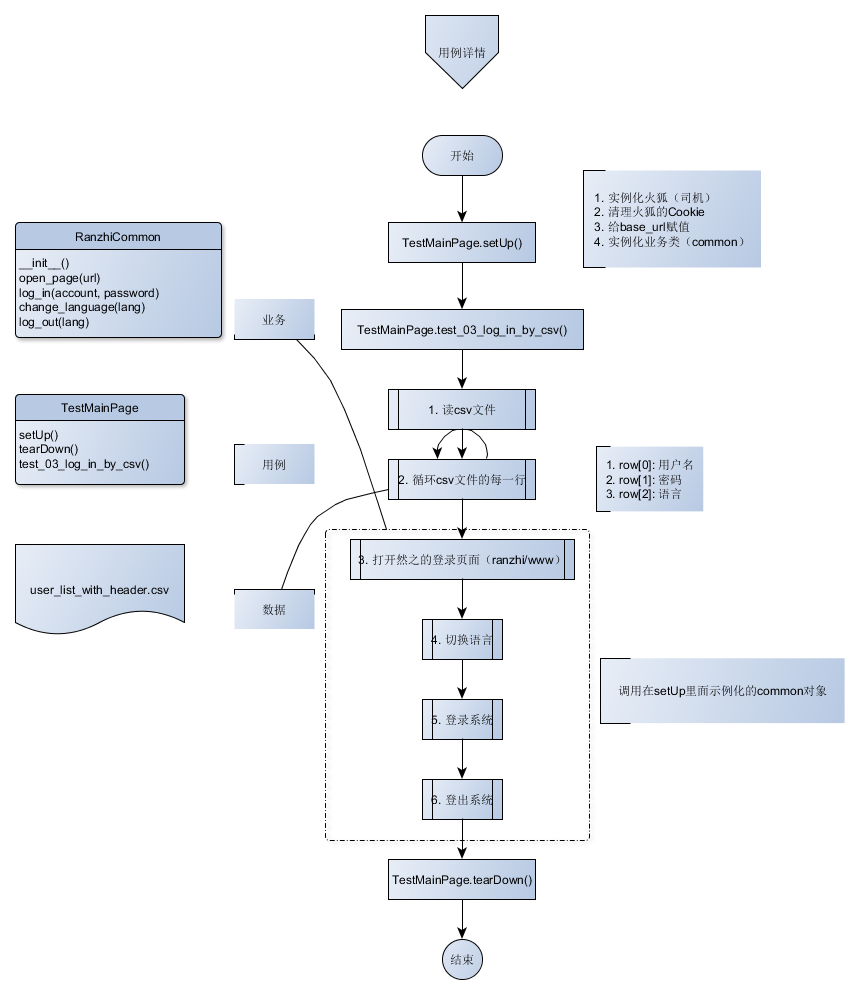 用例详情
开始
1. 实例化火狐（司机）
2. 清理火狐的Cookie
3. 给base_url赋值
4. 实例化业务类（common）
TestMainPage.setUp()
RanzhiCommon
__init__()
open_page(url)
log_in(account, password)
change_language(lang)
log_out(lang)
业务
TestMainPage.test_03_log_in_by_csv()
TestMainPage
setUp()
tearDown()
test_03_log_in_by_csv()
1. 读csv文件
用例
2. 循环csv文件的每一行
1. row[0]: 用户名
2. row[1]: 密码
3. row[2]: 语言
3. 打开然之的登录页面（ranzhi/www）
user_list_with_header.csv
数据
4. 切换语言
调用在setUp里面示例化的common对象
5. 登录系统
6. 登出系统
TestMainPage.tearDown()
结束